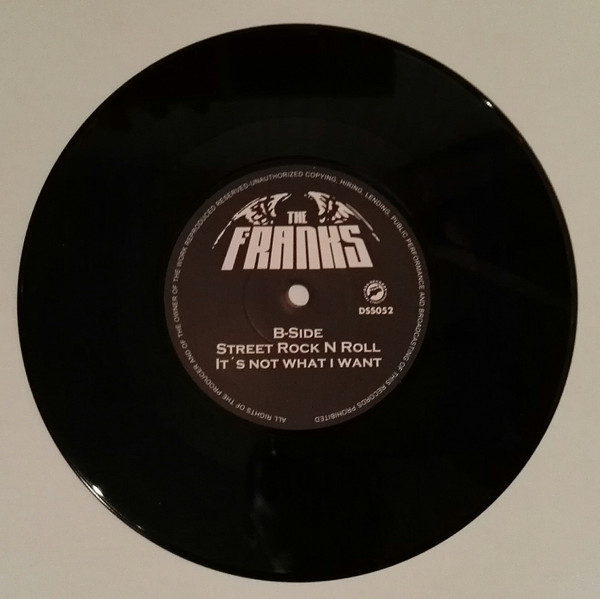 THE
FRANKS
DSS052
B-SIDE
STREET ROCK N ROLL
IT´S NOT WHAT I WANT
ALL RIGHTS OF THE PRODUCER AND OF THE OWNER OF THE WORK REPRODUCED RESERVED-UNAUTHORIZED COPYING, HIRING, LENDING, PUBLIC PERFORMANCE AND BROADCASTING OF THIS RECORDS PROHIBITED